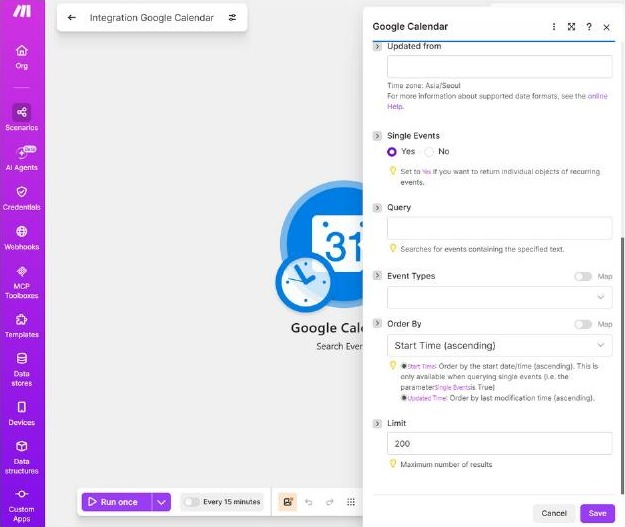 Integration Google Calendar
Org
Scenarios
Beta
AI Agents
Credentials
Webhooks
MCP
Toolboxes
Templates
Data
stores
Devices
Data
structures
Custom
Apps
31
Google Cale
Search Even
Run once
Every 15 minutes
Google Calendar
?
Updated from
Time zone: Asia/Seoul
For more information about supported date formats, see the online
Help.
Single Events
Yes
No
Set to Yes if you want to return individual objects of recurring
events.
Query
Searches for events containing the specified text.
Event Types
Map
Order By
Map
Start Time (ascending)
Start Time: Order by the start date/time (ascending). This is
only available when querying single events (i.e. the
parameterSingle Eventsis True)
Updated Time: Order by last modification time (ascending).
Limit
200
Maximum number of results
Cancel
Save